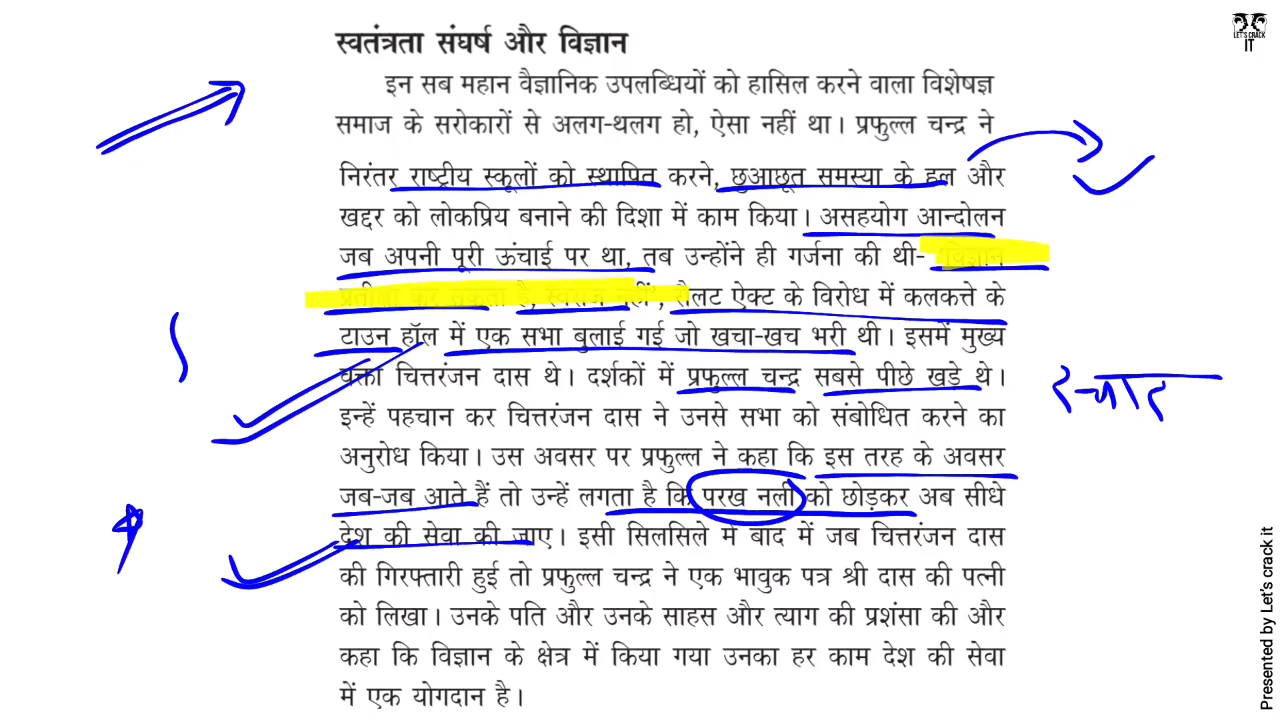 LET'S CRACK
IT
स्वतंत्रता संघर्ष और विज्ञान
इन सब महान वैज्ञानिक उपलब्धियों को हासिल करने वाला विशेषज्ञ
समाज के सरोकारों से अलग-थलग हो, ऐसा नहीं था। प्रफुल्ल चन्द्र ने
निरंतर राष्ट्रीय स्कूलों को स्थापित करने, छुआछूत समस्या के हल और
खद्दर को लोकप्रिय बनाने की दिशा में काम किया। असहयोग आन्दोलन
जब अपनी पूरी ऊंचाई पर था, तब उन्होंने ही गर्जना की थी- "विज्ञान
प्रतीक्षा कर सकता है, स्वराज नहीं", रौलट ऐक्ट के विरोध में कलकत्ते के
टाउन हॉल में एक सभा बुलाई गई जो खचा-खच भरी थी। इसमें मुख्य
वक्ता चित्तरंजन दास थे। दर्शकों में प्रफुल्ल चन्द्र सबसे पीछे खड़े थे।
इन्हें पहचान कर चित्तरंजन दास ने उनसे सभा को संबोधित करने का
अनुरोध किया। उस अवसर पर प्रफुल्ल ने कहा कि इस तरह के अवसर
जब-जब आते हैं तो उन्हें लगता है कि परख नली को छोड़कर अब सीधे
देश की सेवा की जाए। इसी सिलसिले में बाद में जब चित्तरंजन दास
की गिरफ्तारी हुई तो प्रफुल्ल चन्द्र ने एक भावुक पत्र श्री दास की पत्नी
को लिखा। उनके पति और उनके साहस और त्याग की प्रशंसा की और
कहा कि विज्ञान के क्षेत्र में किया गया उनका हर काम देश की सेवा
में एक योगदान है।
Presented by Let's crack it